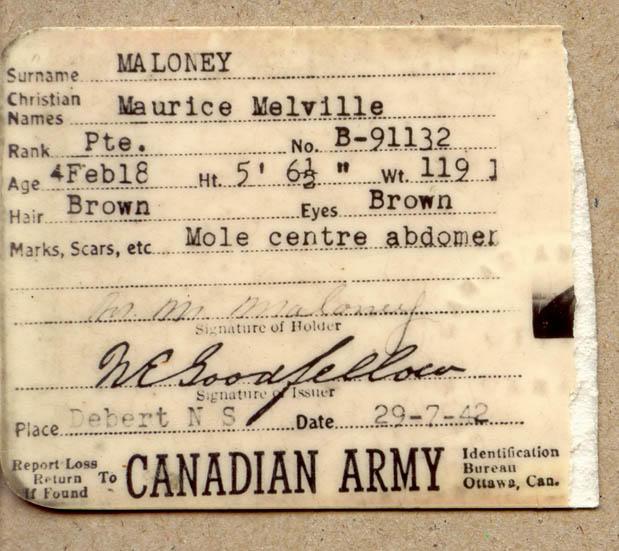 Surname MALONEY
Christian Names Maurice Melville
Rank Pte. No. B-91132
Age 4Feb18 Ht. 5' 6½ " Wt. 119
Hair Brown Eyes Brown
Marks, Scars, etc Mole centre abdomen
M. M. Maloney
Signature of Holder
W E Goodfellow
Signature of Issuer
Place Debert N S Date 29-7-42
Report Loss Return If Found To CANADIAN ARMY Identification Bureau Ottawa, Can.